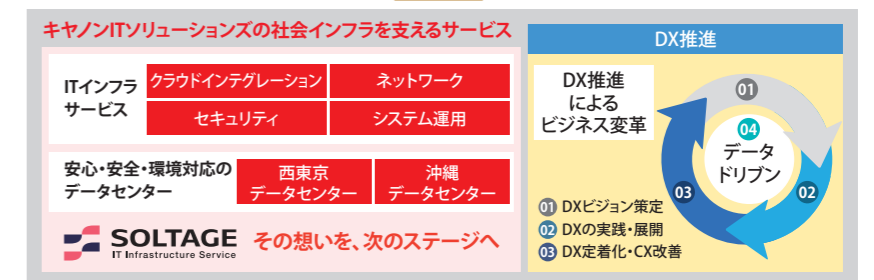 キヤノンITソリューションズの社会インフラを支えるサービス
ITインフラ
サービス
クラウドインテグレーション
ネットワーク
セキュリティ
システム運用
安心・安全・環境対応の
データセンター
西東京
データセンター
沖縄
データセンター
SOLTAGE
IT Infrastructure Service
その想いを、次のステージへ
DX推進
DX推進
による
ビジネス変革
01
04
データ
ドリブン
03
02
01 DXビジョン策定
02 DXの実践・展開
03 DX定着化・CX改善